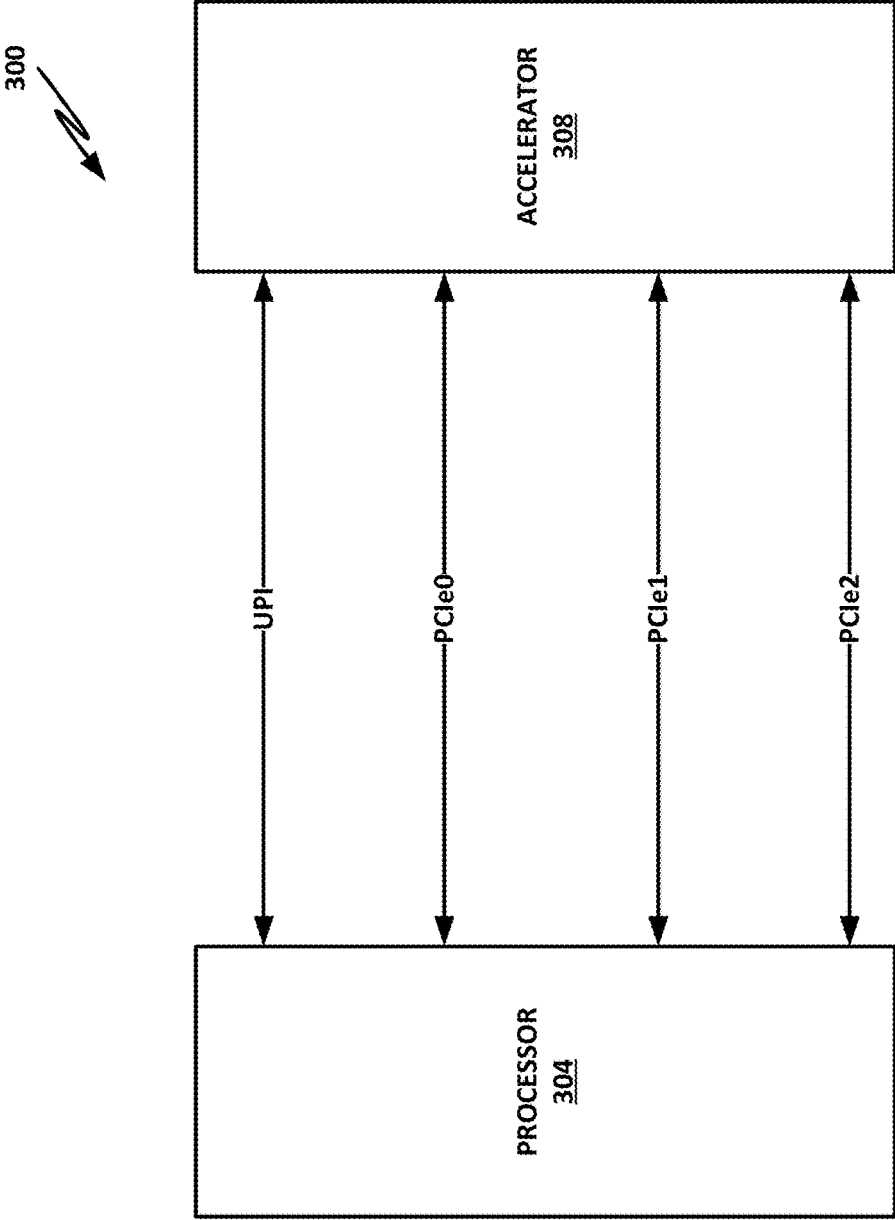 300
PROCESSOR
304
UPI
PCIe0
PCIe1
PCIe2
ACCELERATOR
308